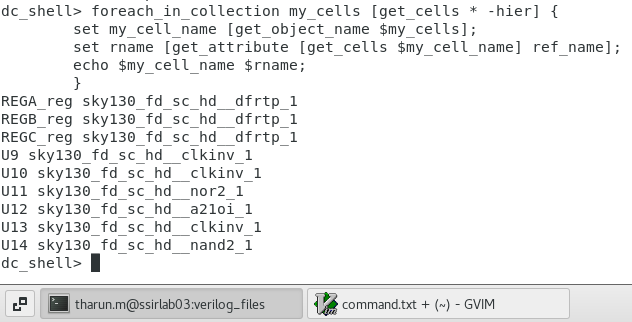 dc_shell> foreach_in_collection my_cells [get_cells * -hier] {
set my_cell_name [get_object_name $my_cells];
set rname [get_attribute [get_cells $my_cell_name] ref_name];
echo $my_cell_name $rname;
}
REGA_reg sky130_fd_sc_hd__dfrtp_1
REGB_reg sky130_fd_sc_hd__dfrtp_1
REGC_reg sky130_fd_sc_hd__dfrtp_1
U9 sky130_fd_sc_hd__clkinv_1
U10 sky130_fd_sc_hd__clkinv_1
U11 sky130_fd_sc_hd__nor2_1
U12 sky130_fd_sc_hd__a21oi_1
U13 sky130_fd_sc_hd__clkinv_1
U14 sky130_fd_sc_hd__nand2_1
dc_shell>
tharun.m@ssirlab03:verilog_files
command.txt + (~) - GVIM